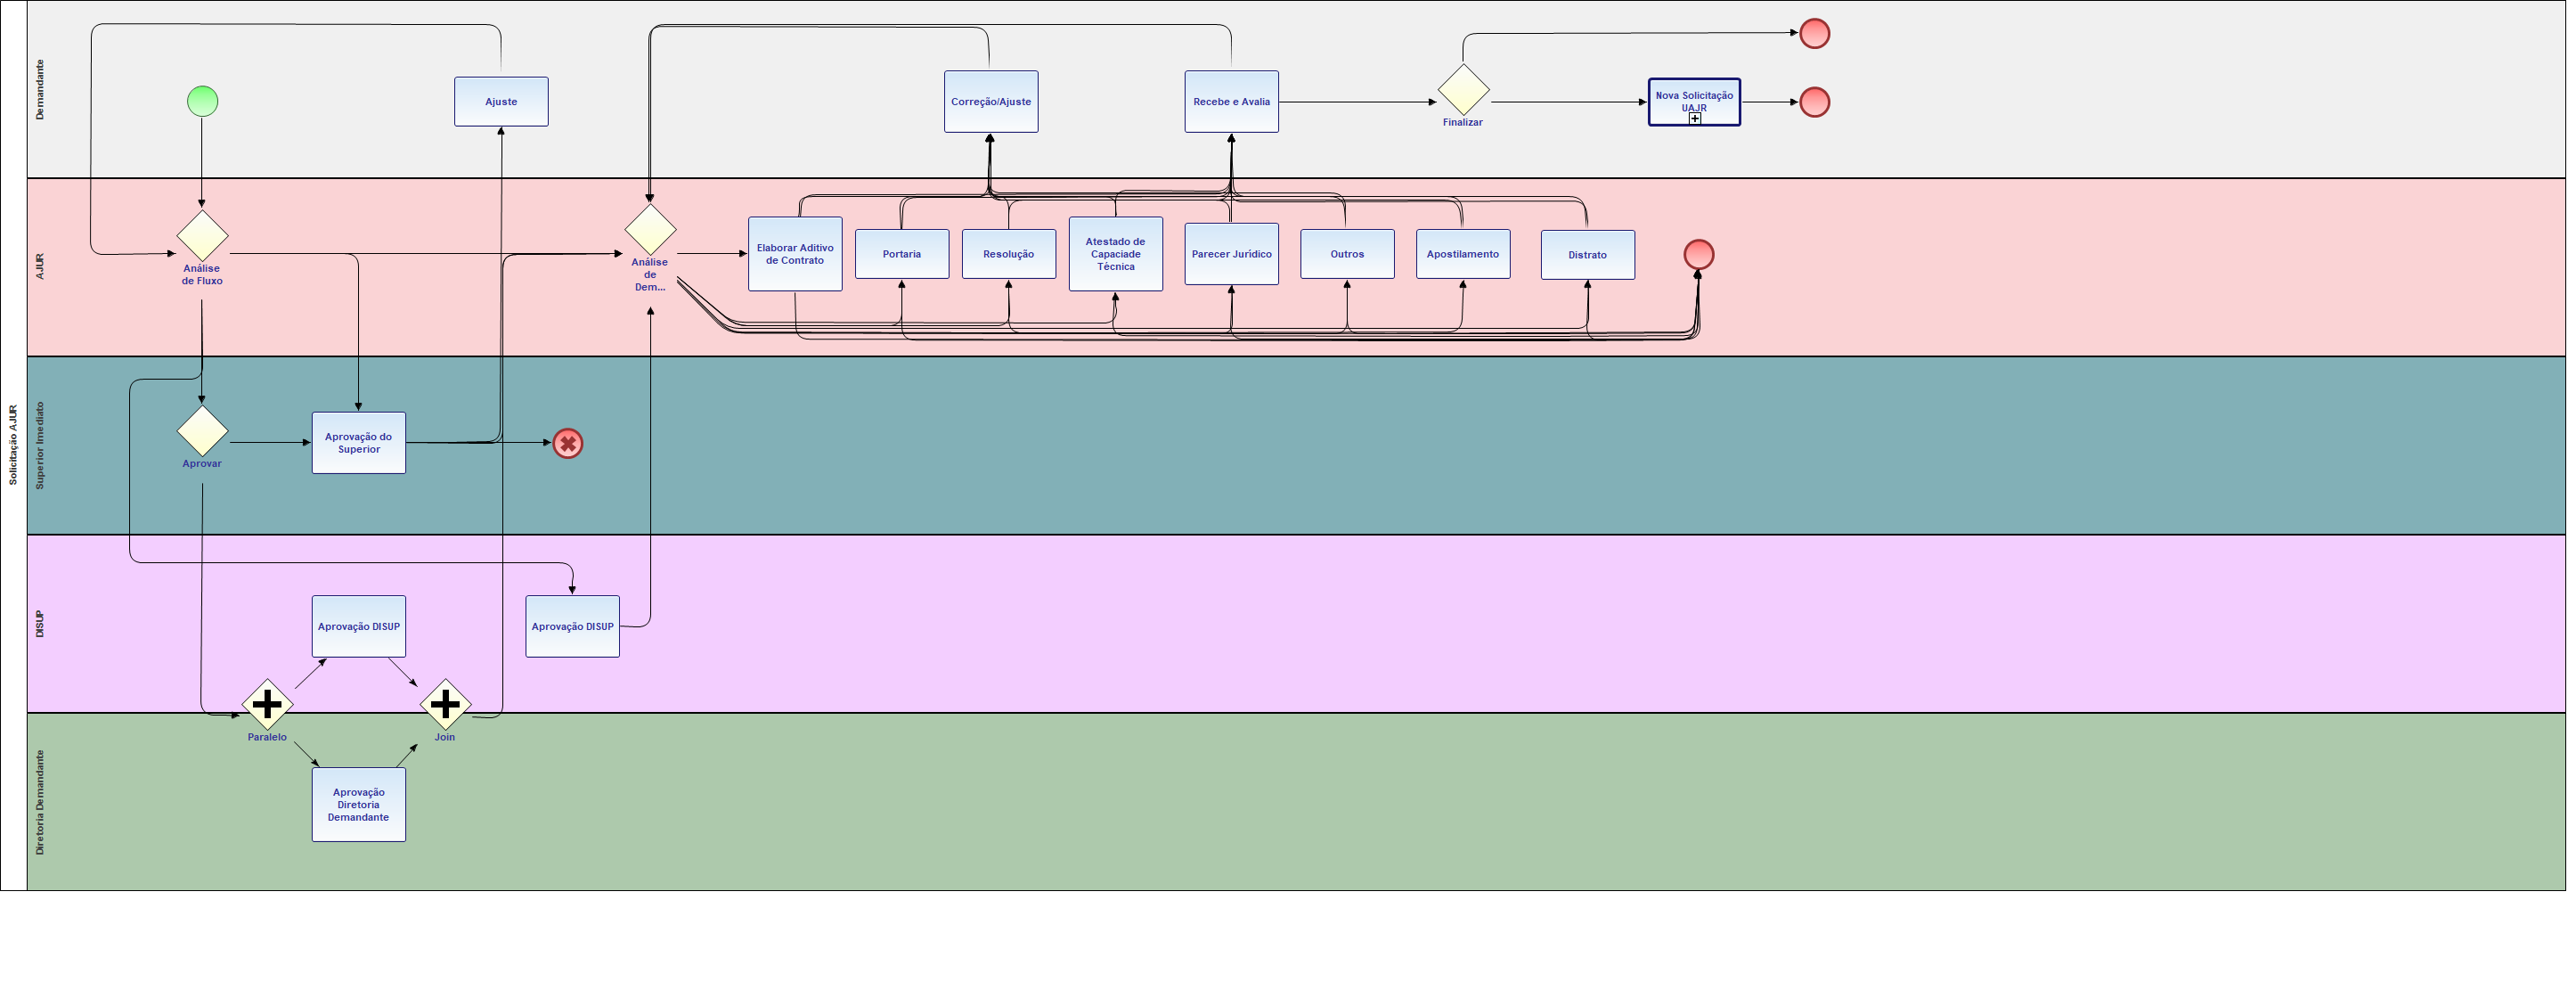 Solicitação AJUR
Demandante
Ajuste
Correção/Ajuste
Recebe e Avalia
Finalizar
Nova Solicitação
UAJR
AJUR
Análise
de Fluxo
Análise
de
Dem...
Elaborar Aditivo
de Contrato
Portaria
Resolução
Atestado de
Capaciade
Técnica
Parecer Jurídico
Outros
Apostilamento
Distrato
Superior Imediato
Aprovar
Aprovação do
Superior
DISUP
Aprovação DISUP
Aprovação DISUP
Paralelo
Join
Diretoria Demandante
Aprovação
Diretoria
Demandante